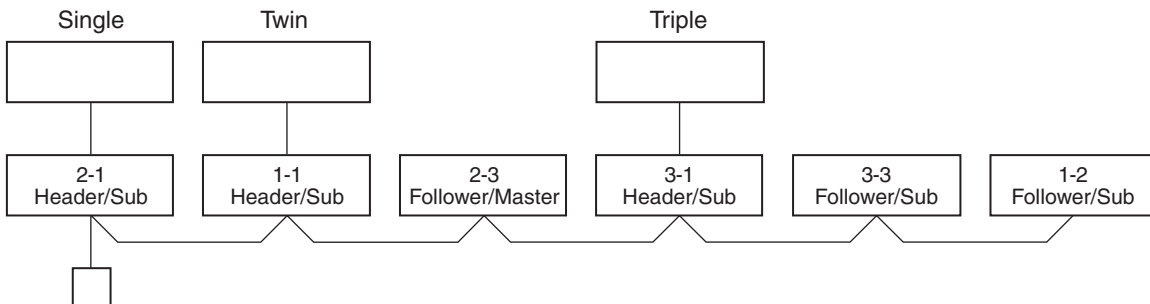 Single Twin Triple
2-1 1-1 2-3 3-1 3-3 1-2
Header/Sub Header/Sub Follower/Master Header/Sub Follower/Sub Follower/Sub